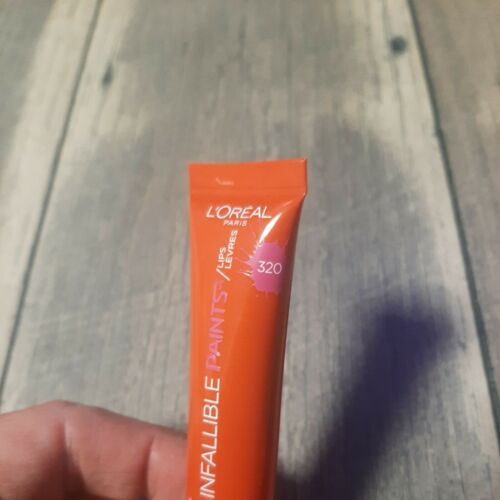 L'ORÉAL
PARIS
INFALLIBLE PAINTS
/LIPS
LÈVRES
320